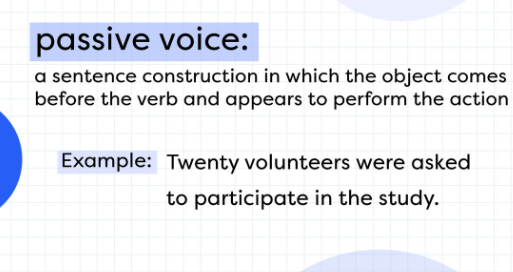 passive voice:
a sentence construction in which the object comes
before the verb and appears to perform the action
Example: Twenty volunteers were asked
to participate in the study.